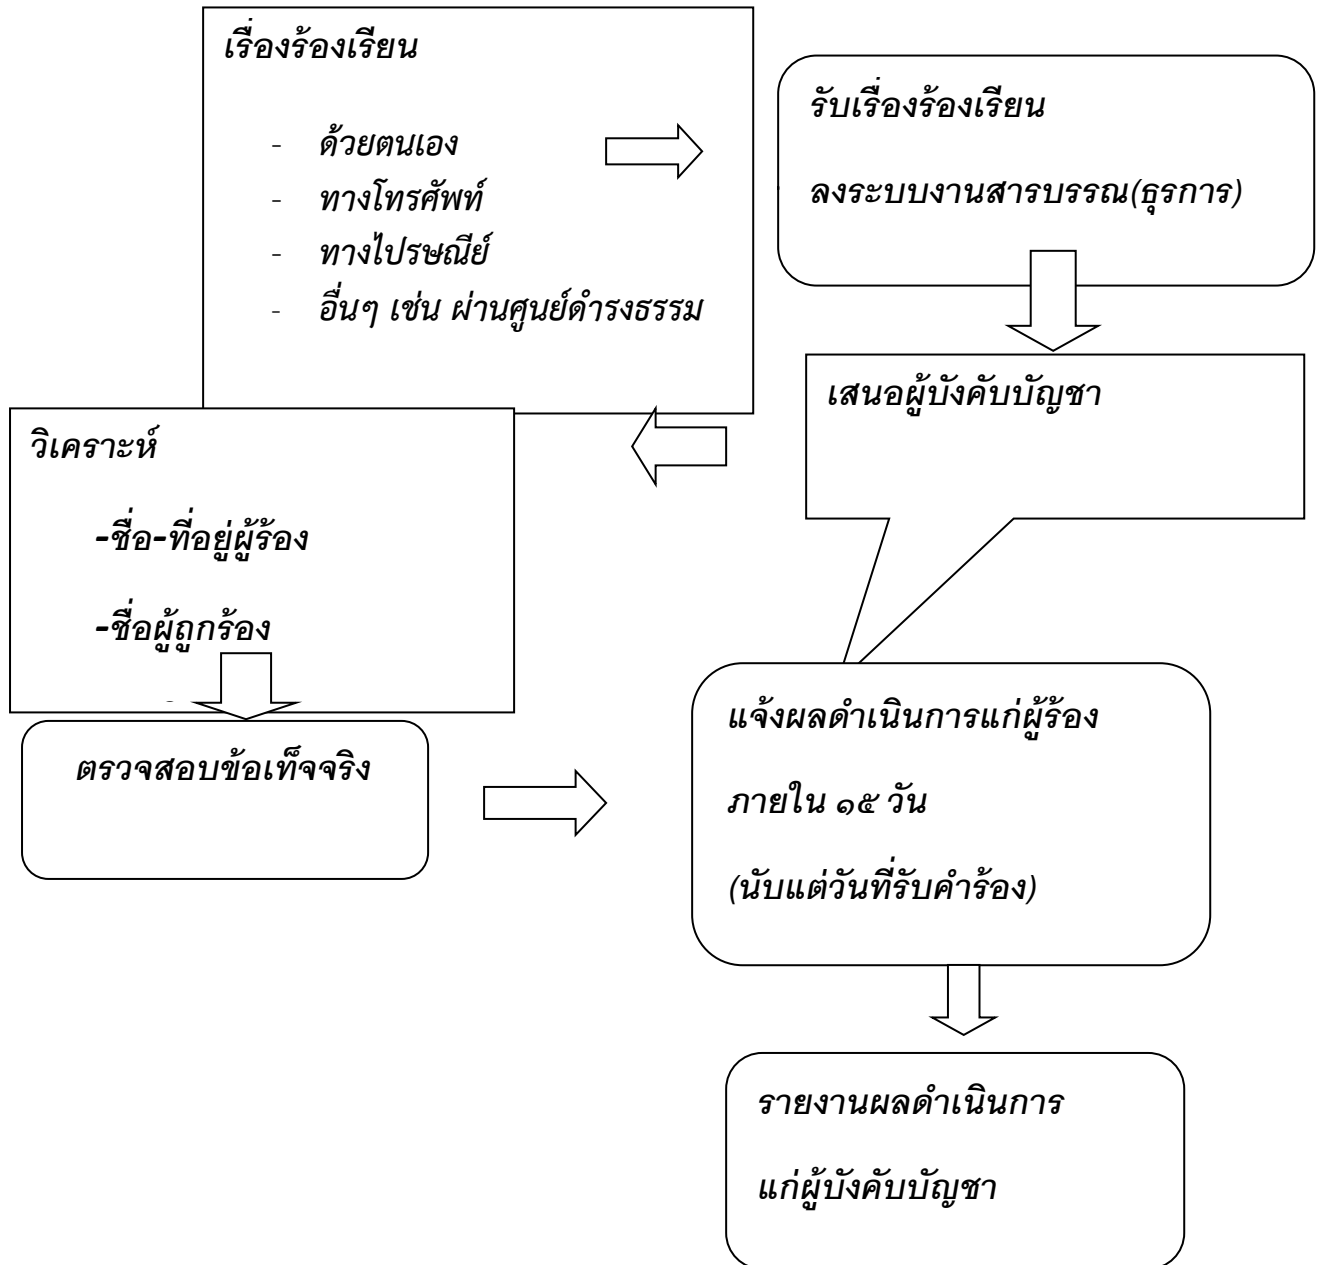 เรื่องร้องเรียน
- ด้วยตนเอง
- ทางโทรศัพท์
- ทางไปรษณีย์
- อื่นๆ เช่น ผ่านศูนย์ดำรงธรรม
รับเรื่องร้องเรียน
ลงระบบงานสารบรรณ(ธุรการ)
เสนอผู้บังคับบัญชา
วิเคราะห์
-ชื่อ-ที่อยู่ผู้ร้อง
-ชื่อผู้ถูกร้อง
ตรวจสอบข้อเท็จจริง
แจ้งผลดำเนินการแก่ผู้ร้อง
ภายใน ๑๕ วัน
(นับแต่วันที่รับคำร้อง)
รายงานผลดำเนินการ
แก่ผู้บังคับบัญชา